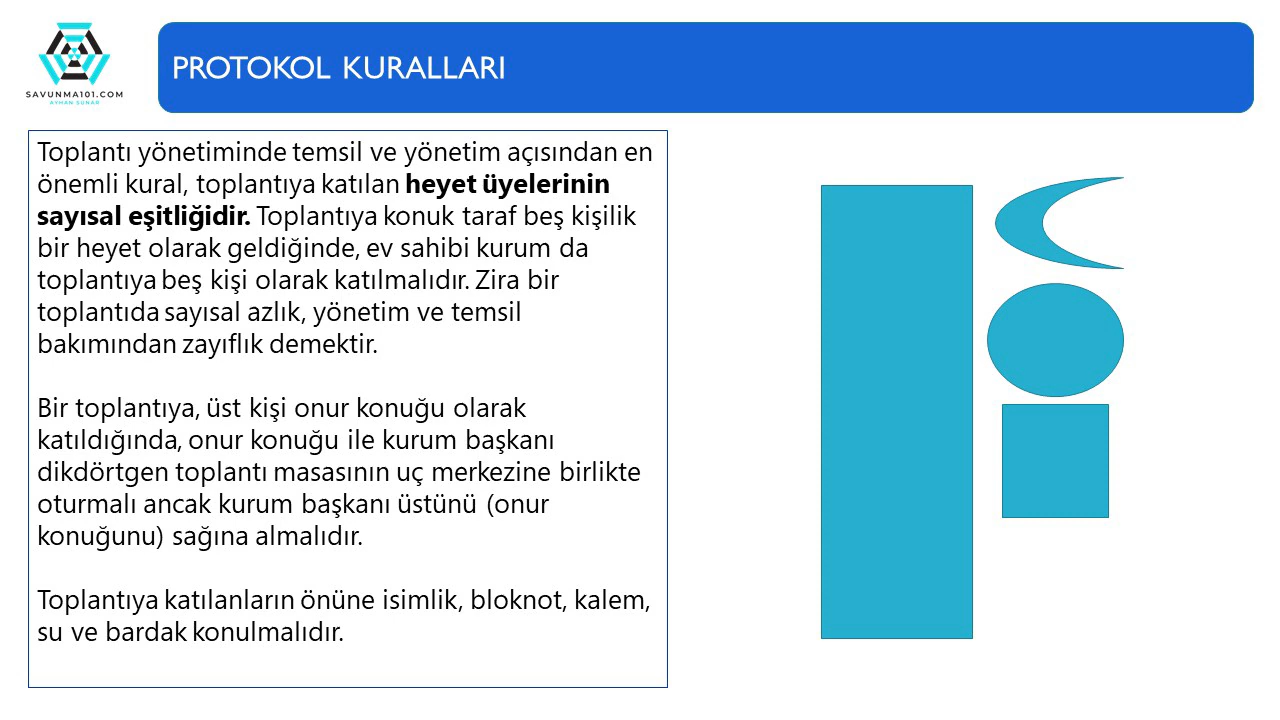 SAVUNMA101.COM
AYHAN SUNAR
PROTOKOL KURALLARI
Toplantı yönetiminde temsil ve yönetim açısından en
önemli kural, toplantıya katılan heyet üyelerinin
sayısal eşitliğidir. Toplantıya konuk taraf beş kişilik
bir heyet olarak geldiğinde, ev sahibi kurum da
toplantıya beş kişi olarak katılmalıdır. Zira bir
toplantıda sayısal azlık, yönetim ve temsil
bakımından zayıflık demektir.
Bir toplantıya, üst kişi onur konuğu olarak
katıldığında, onur konuğu ile kurum başkanı
dikdörtgen toplantı masasının uç merkezine birlikte
oturmalı ancak kurum başkanı üstünü (onur
konuğunu) sağına almalıdır.
Toplantıya katılanların önüne isimlik, bloknot, kalem,
su ve bardak konulmalıdır.